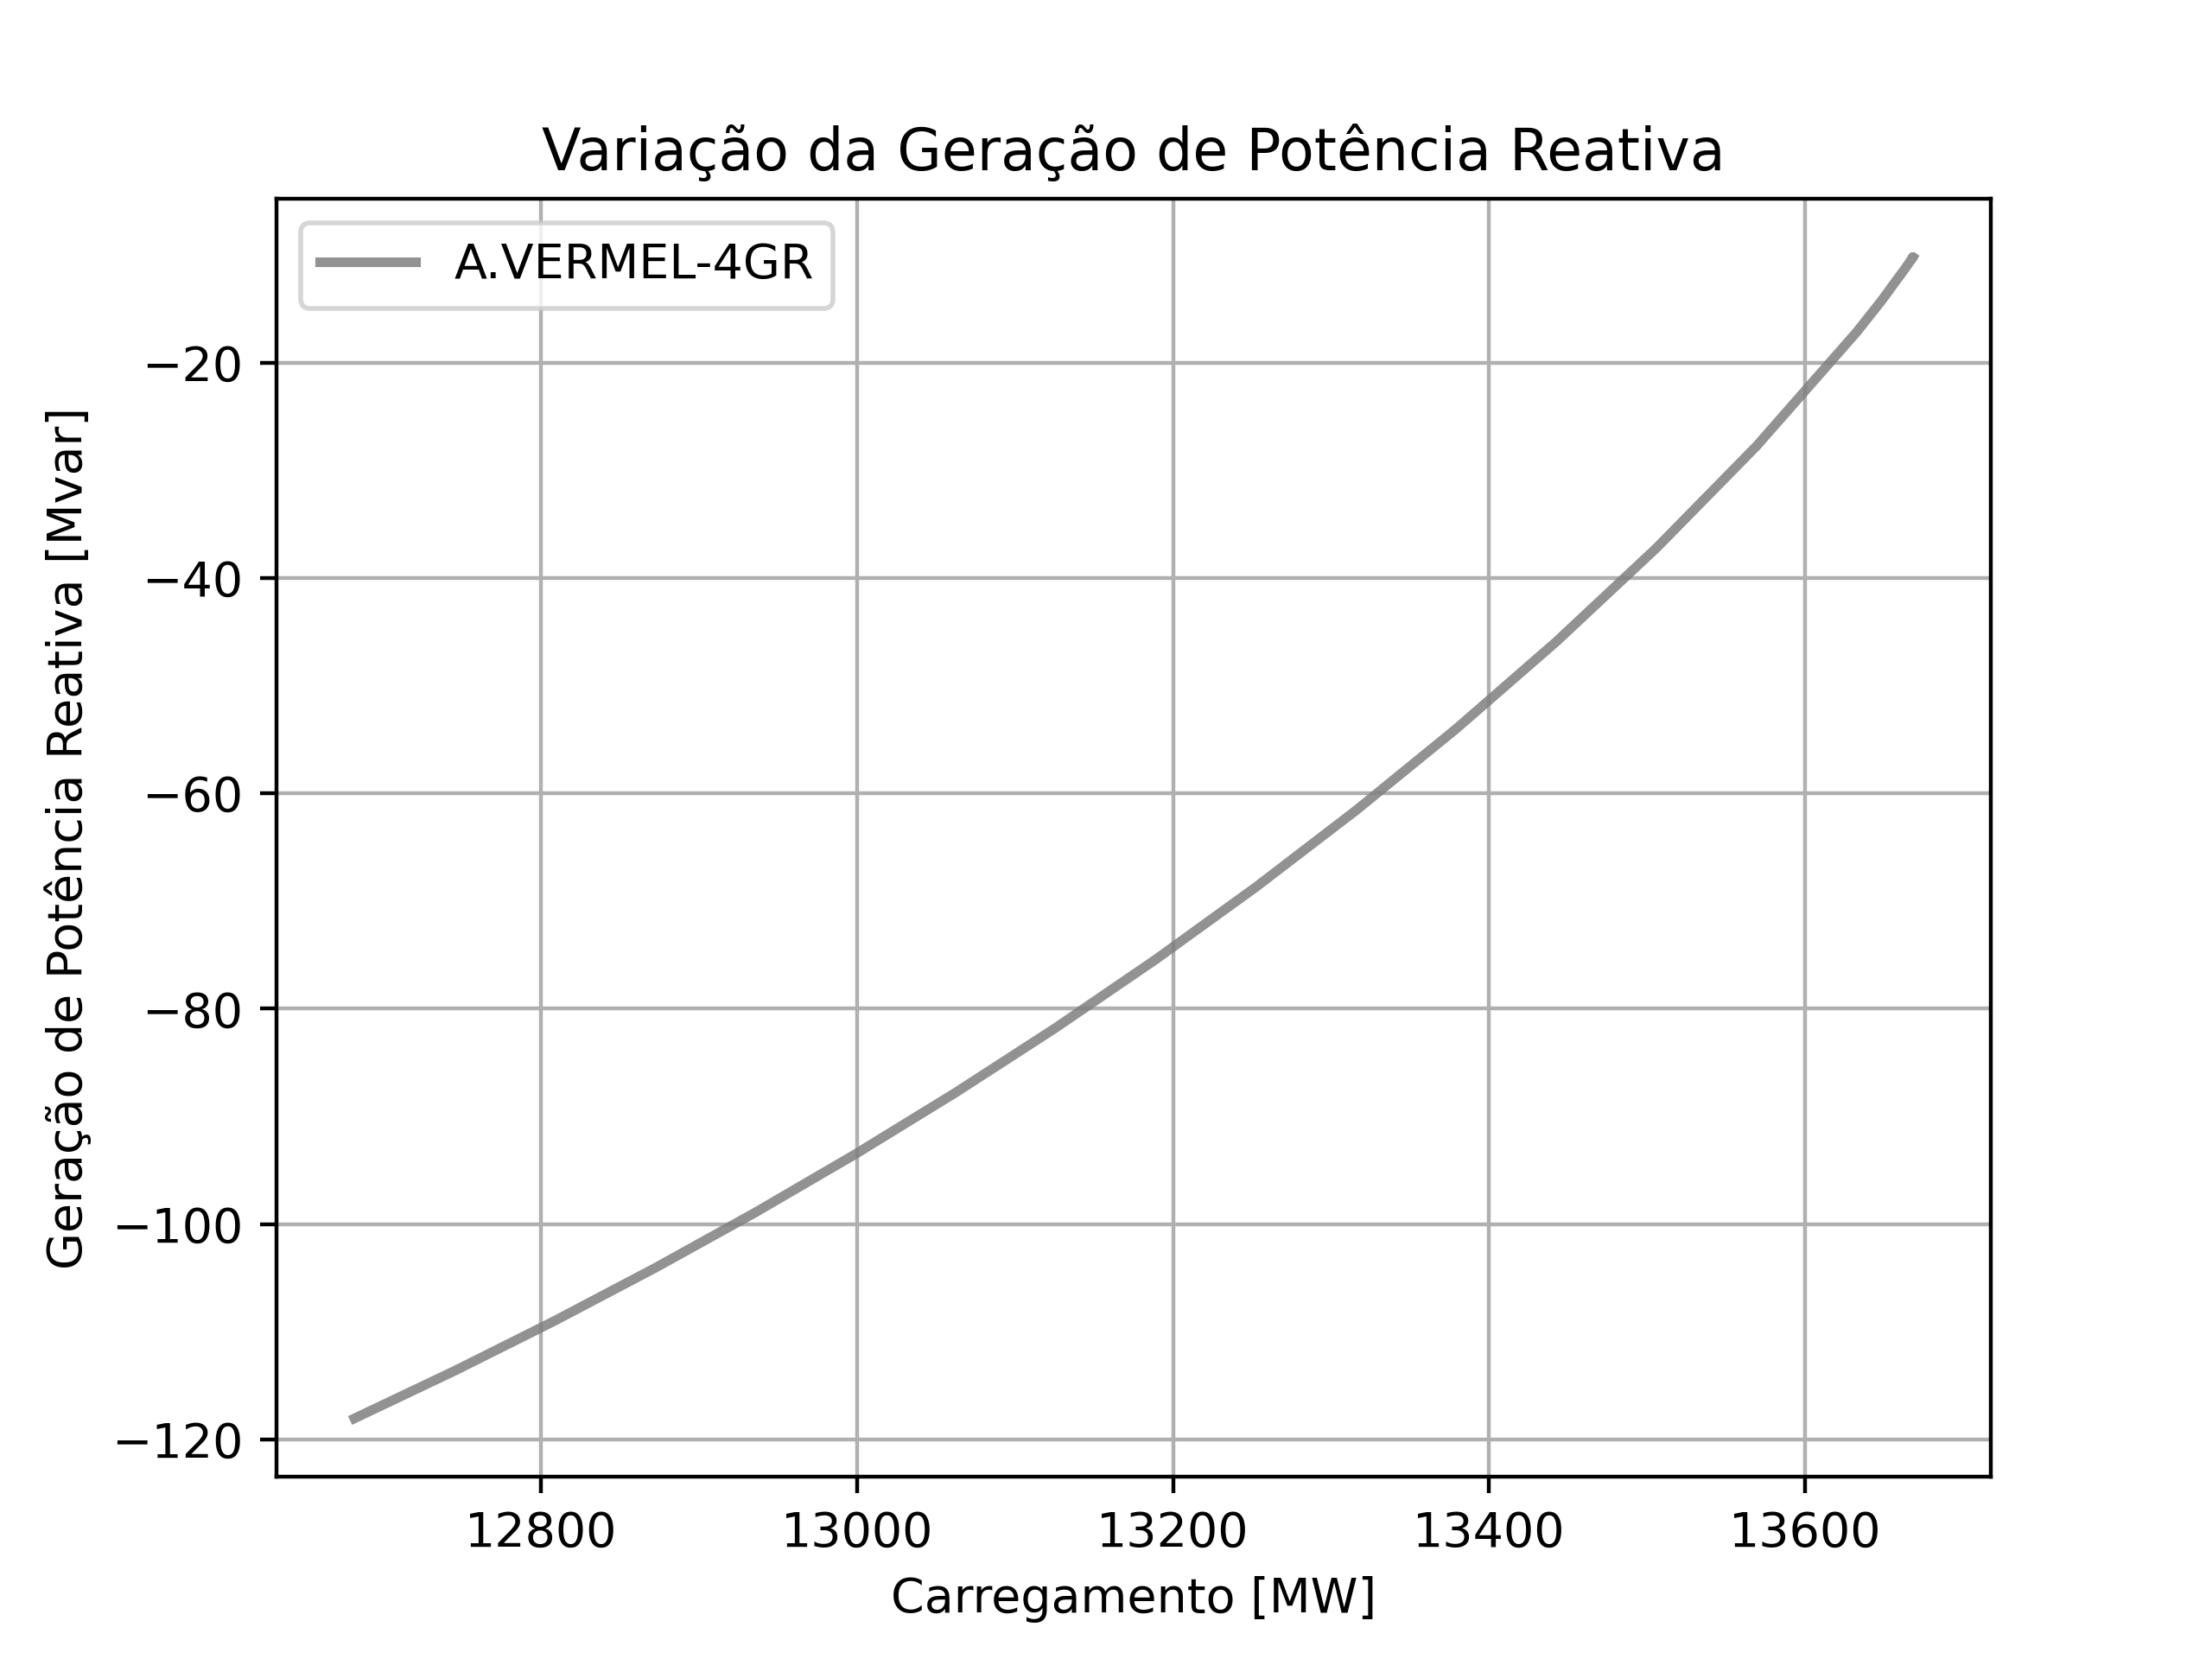 Variação da Geração de Potência Reativa
A.VERMEL-4GR
Geração de Potência Reativa [Mvar]
−20
−40
−60
−80
−100
−120
12800 13000 13200 13400 13600
Carregamento [MW]